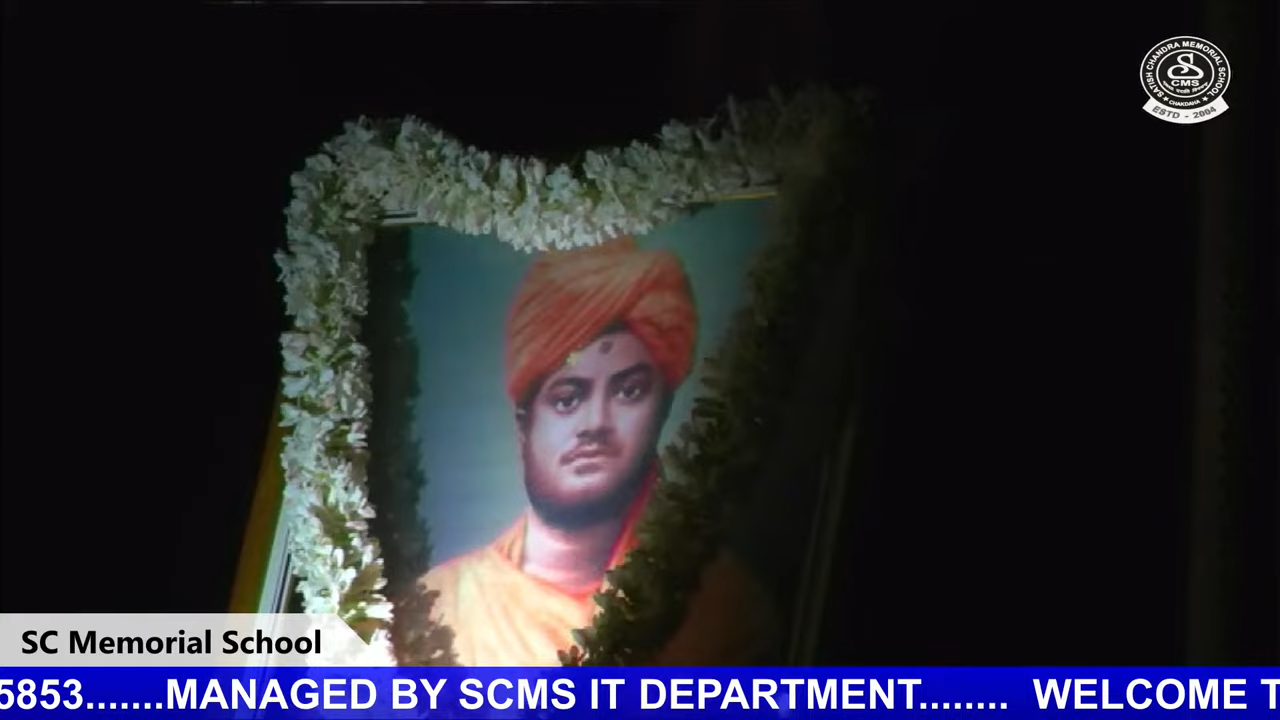 SATISH CHANDRA MEMORIAL SCHOOL
S
CMS
CHAKDAHA
ESTD - 2004
SC Memorial School
5853.......MANAGED BY SCMS IT DEPARTMENT........ WELCOME T